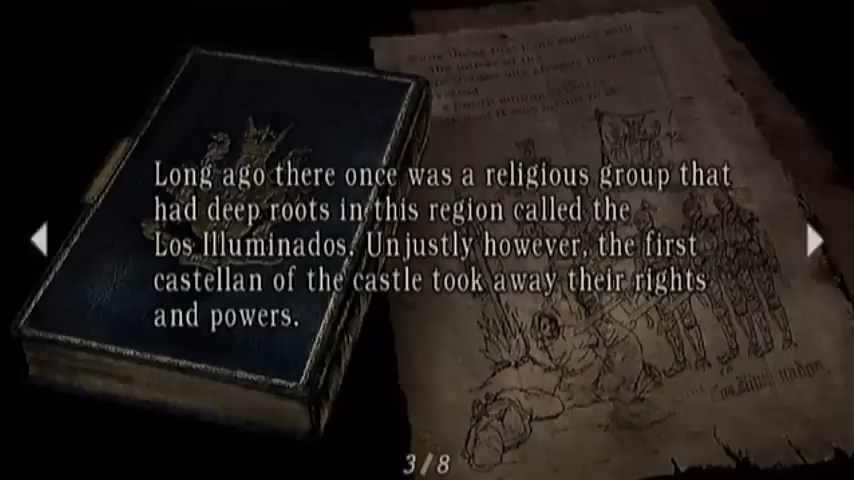 Long ago there once was a religious group that
had deep roots in this region called the
Los Illuminados. Unjustly however, the first
castellan of the castle took away their rights
and powers.
3/8